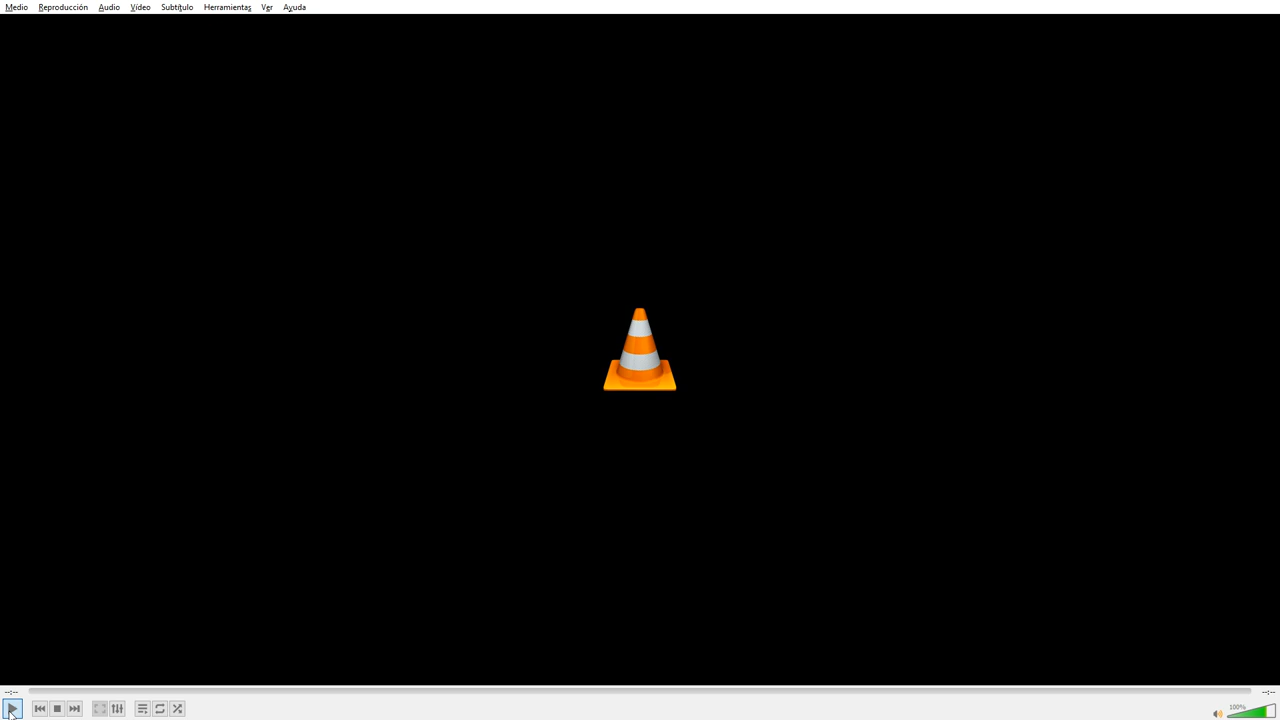 Medio Reproducción Audio Vídeo Subtítulo Herramientas Ver Ayuda
--:-- --:--
100%